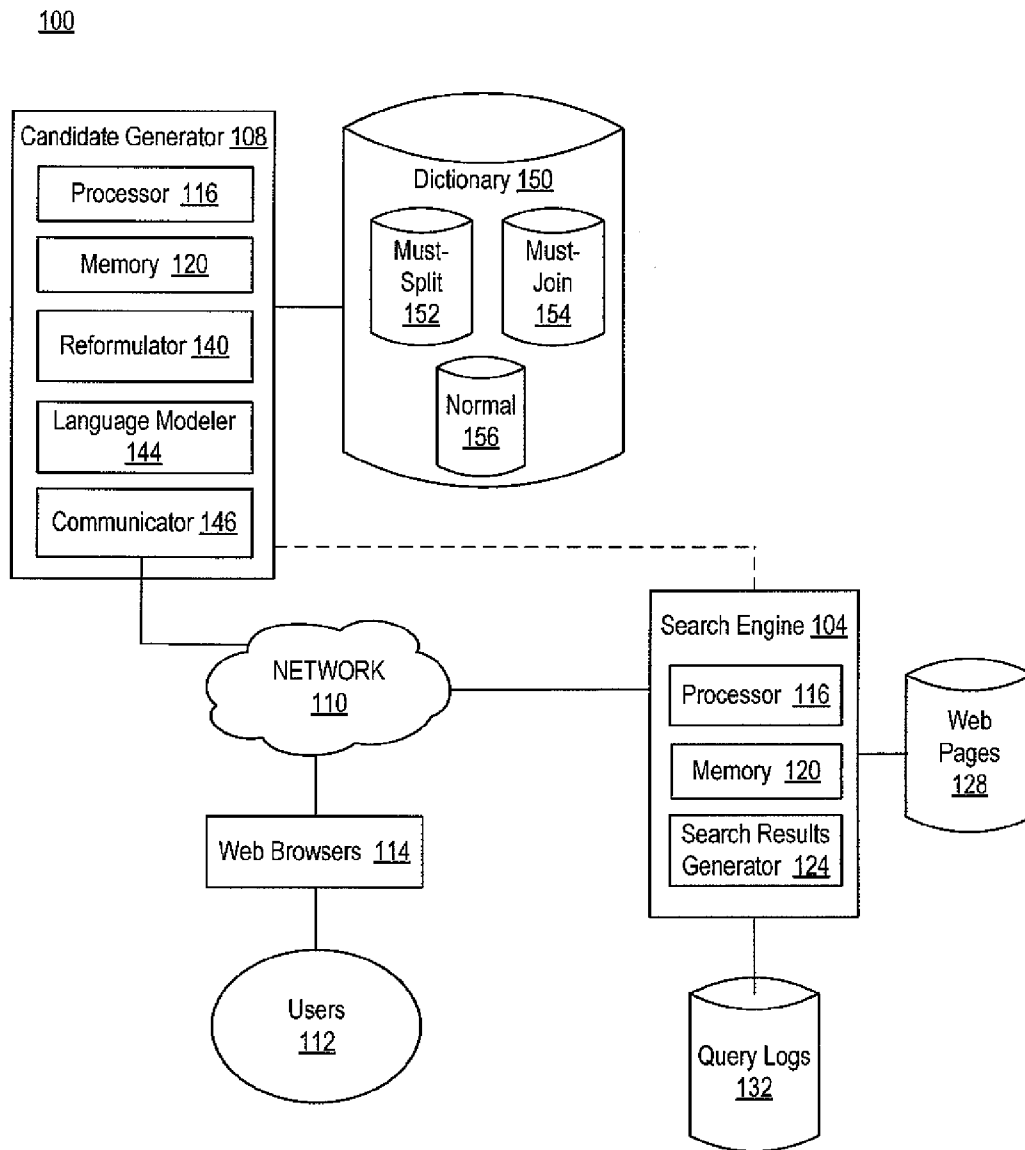 100
Candidate Generator 108
Processor 116
Memory 120
Reformulator 140
Language Modeler
144
Communicator 146
Dictionary 150
Must-
Split
152
Must-
Join
154
Normal
156
NETWORK
110
Web Browsers 114
Users
112
Search Engine 104
Processor 116
Memory 120
Search Results
Generator 124
Web
Pages
128
Query Logs
132